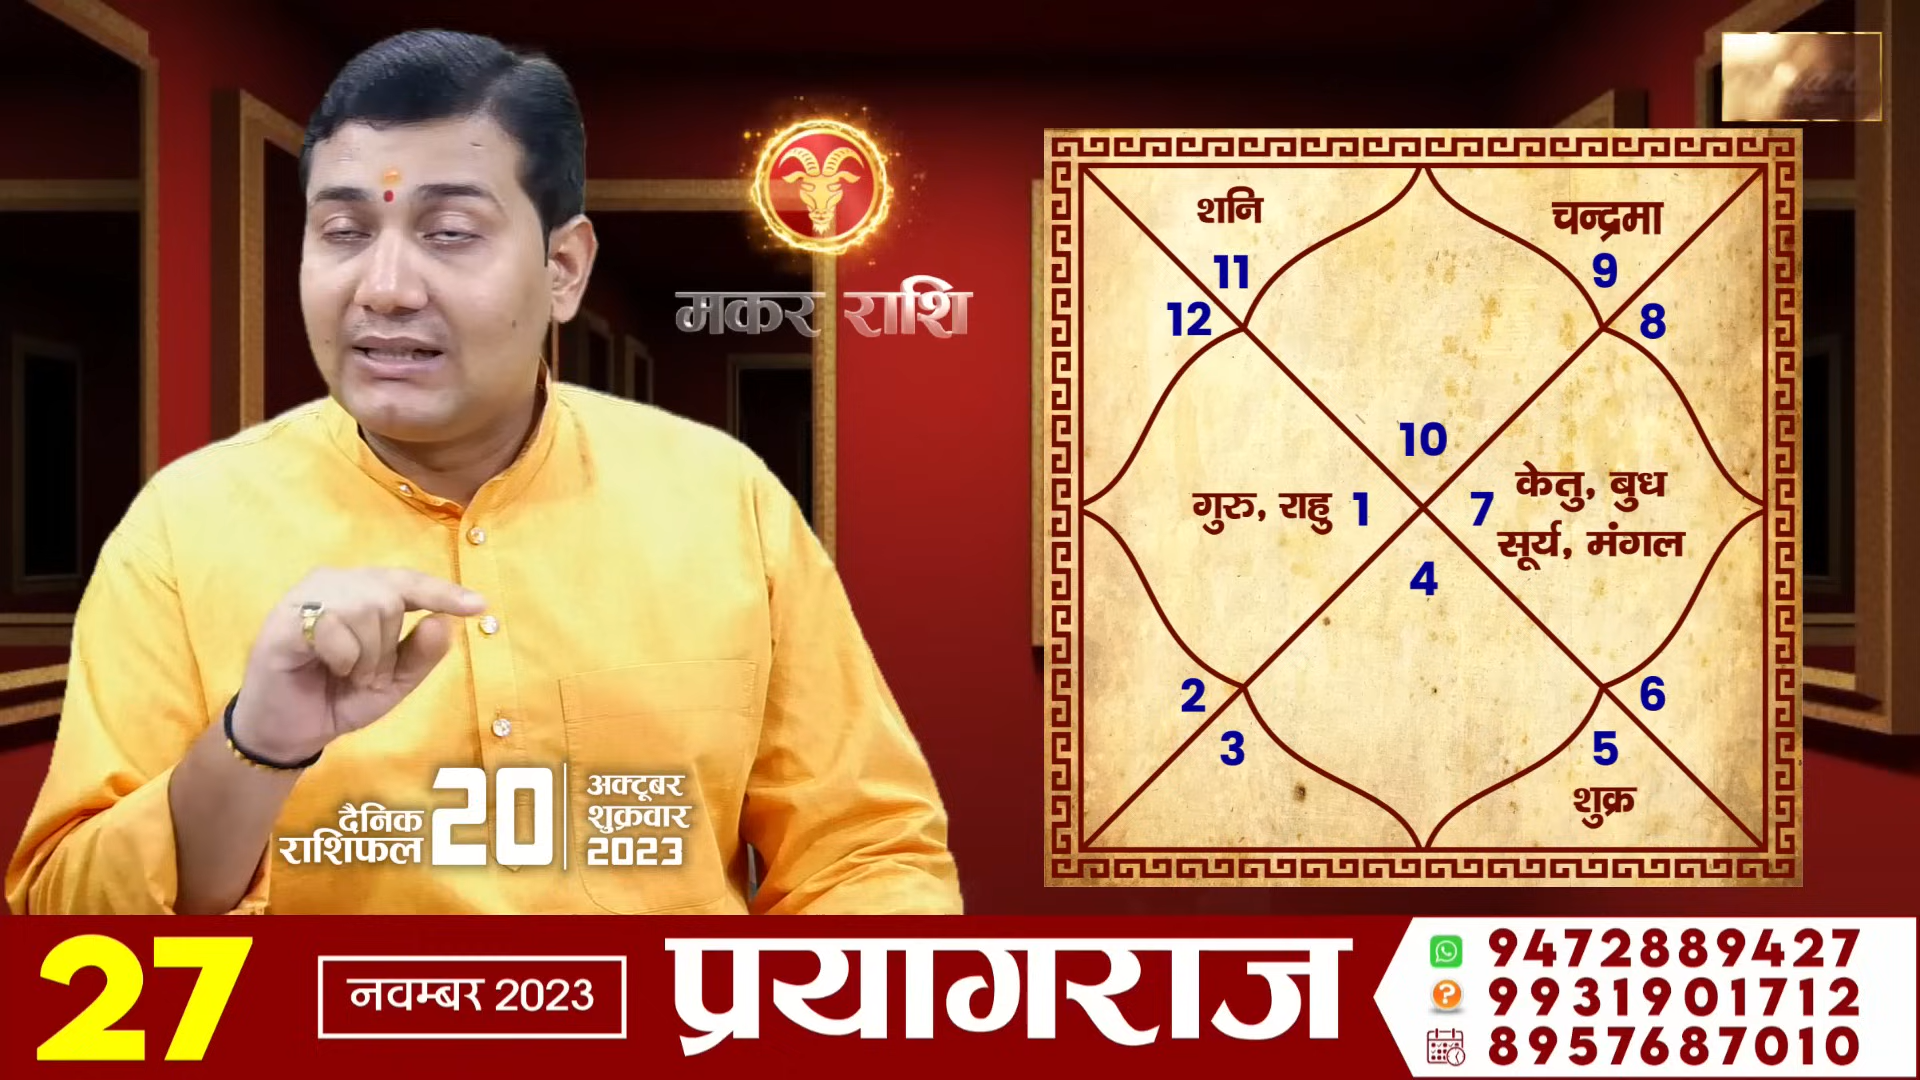 मकर राशि
शनि
11
12
चन्द्रमा
9
8
10
गुरु, राहु 1
7 केतु, बुध
सूर्य, मंगल
4
2
3
6
5
शुक्र
दैनिक
राशिफल
20
अक्टूबर
शुक्रवार
2023
27
नवम्बर 2023
प्रयागराज
9472889427
9931901712
8957687010